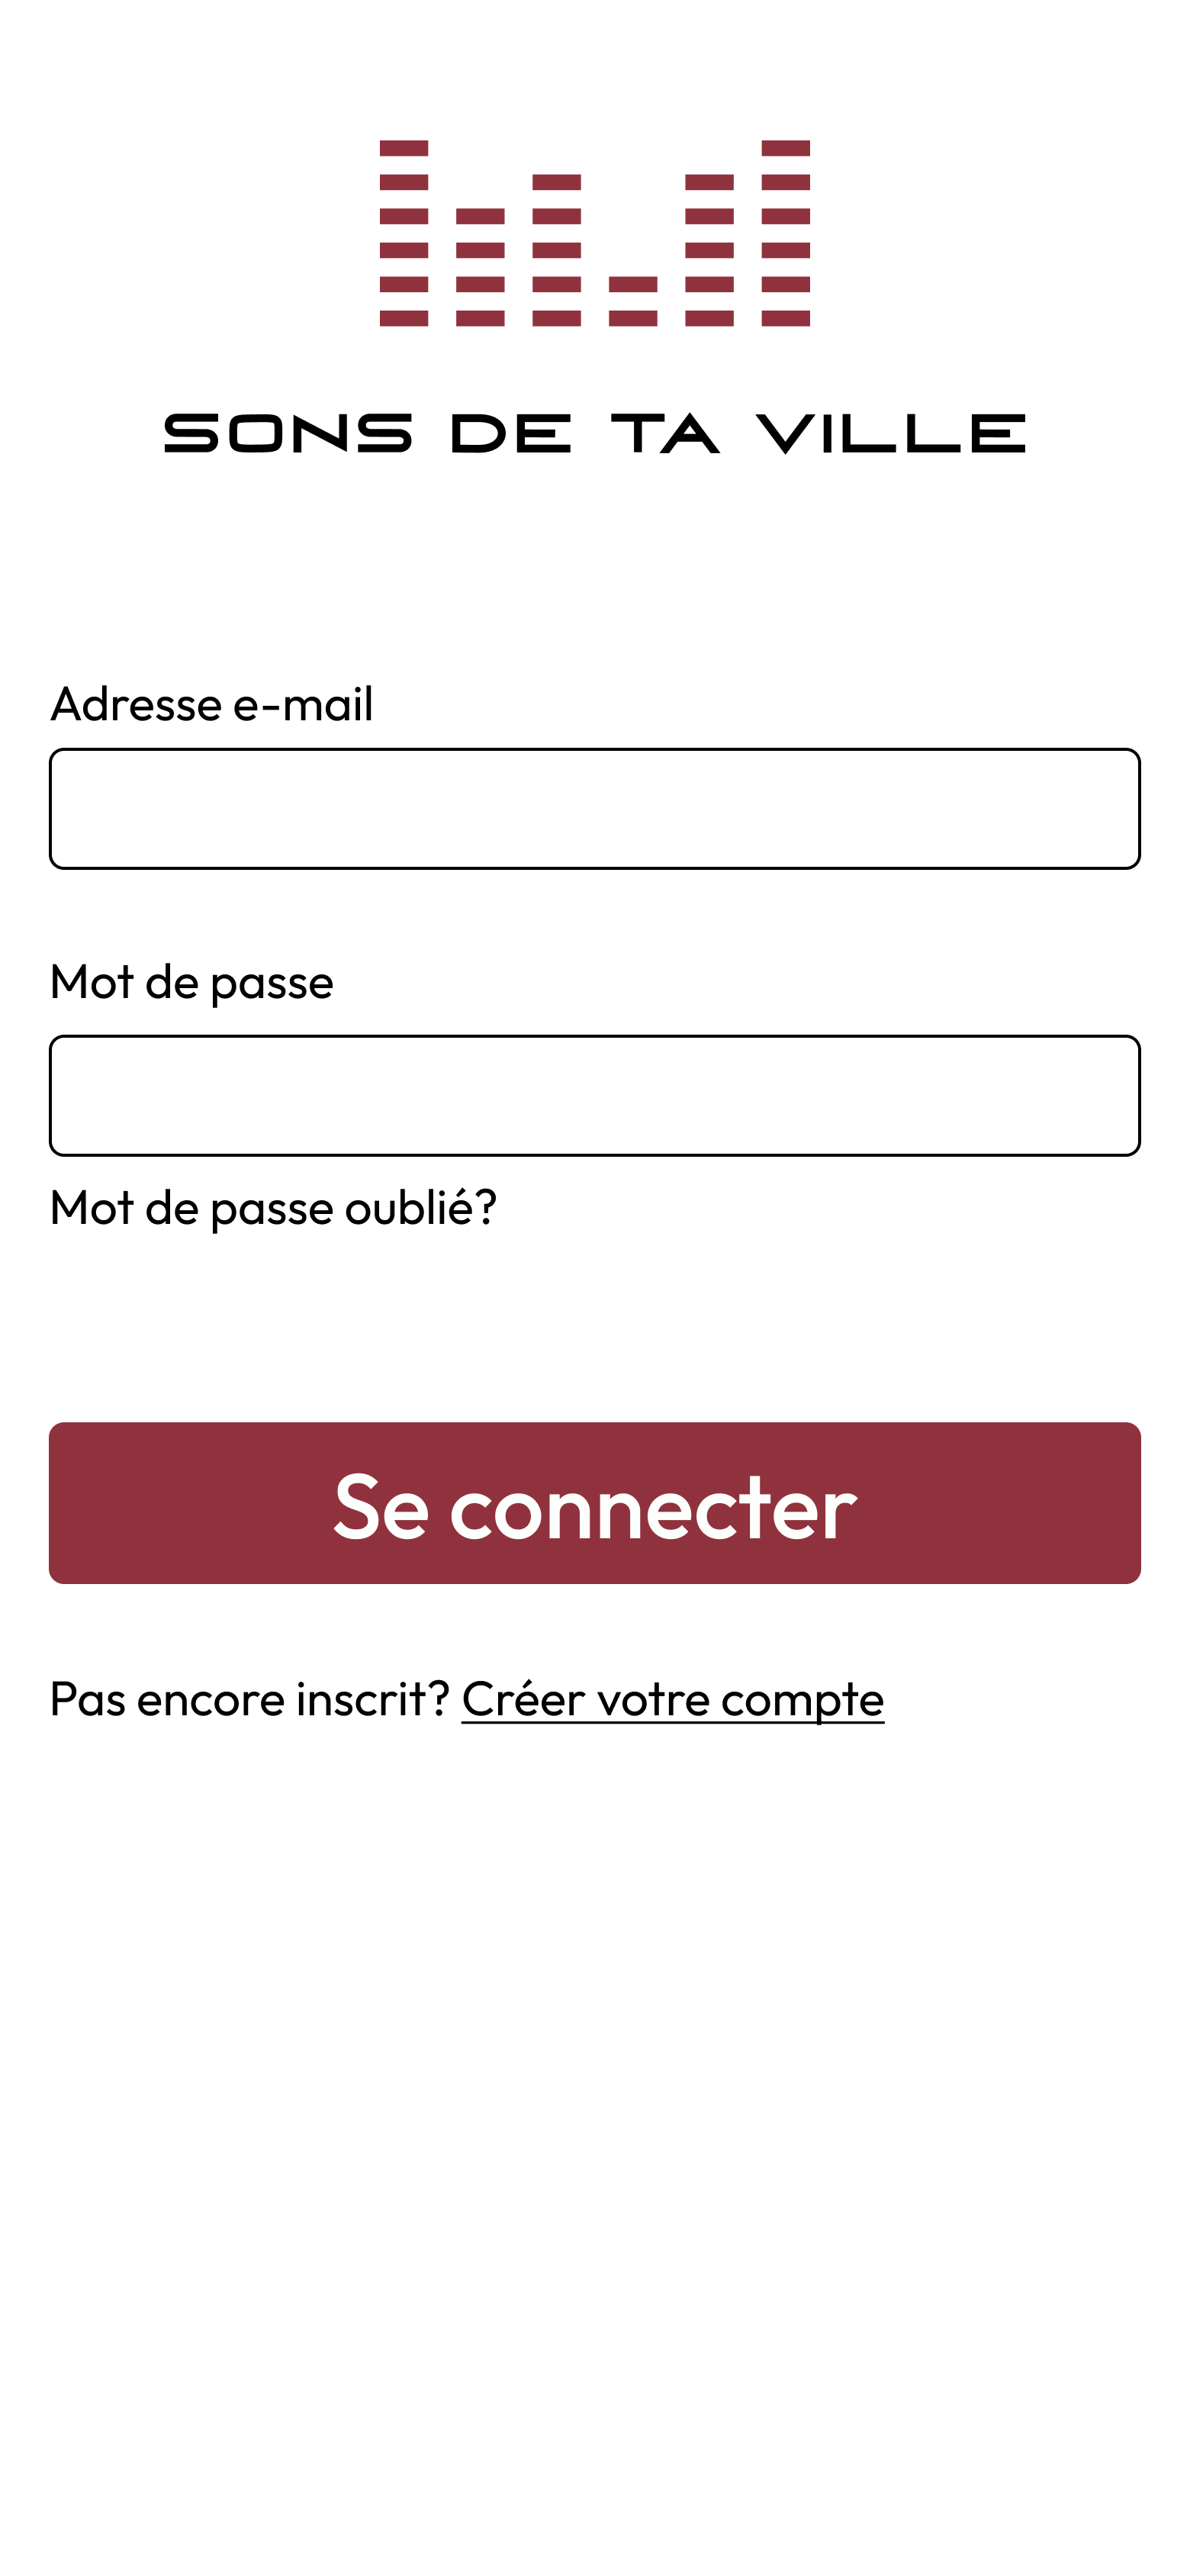 SONS DE TA VILLE
Adresse e-mail
Mot de passe
Mot de passe oublié?
Se connecter
Pas encore inscrit? Créer votre compte